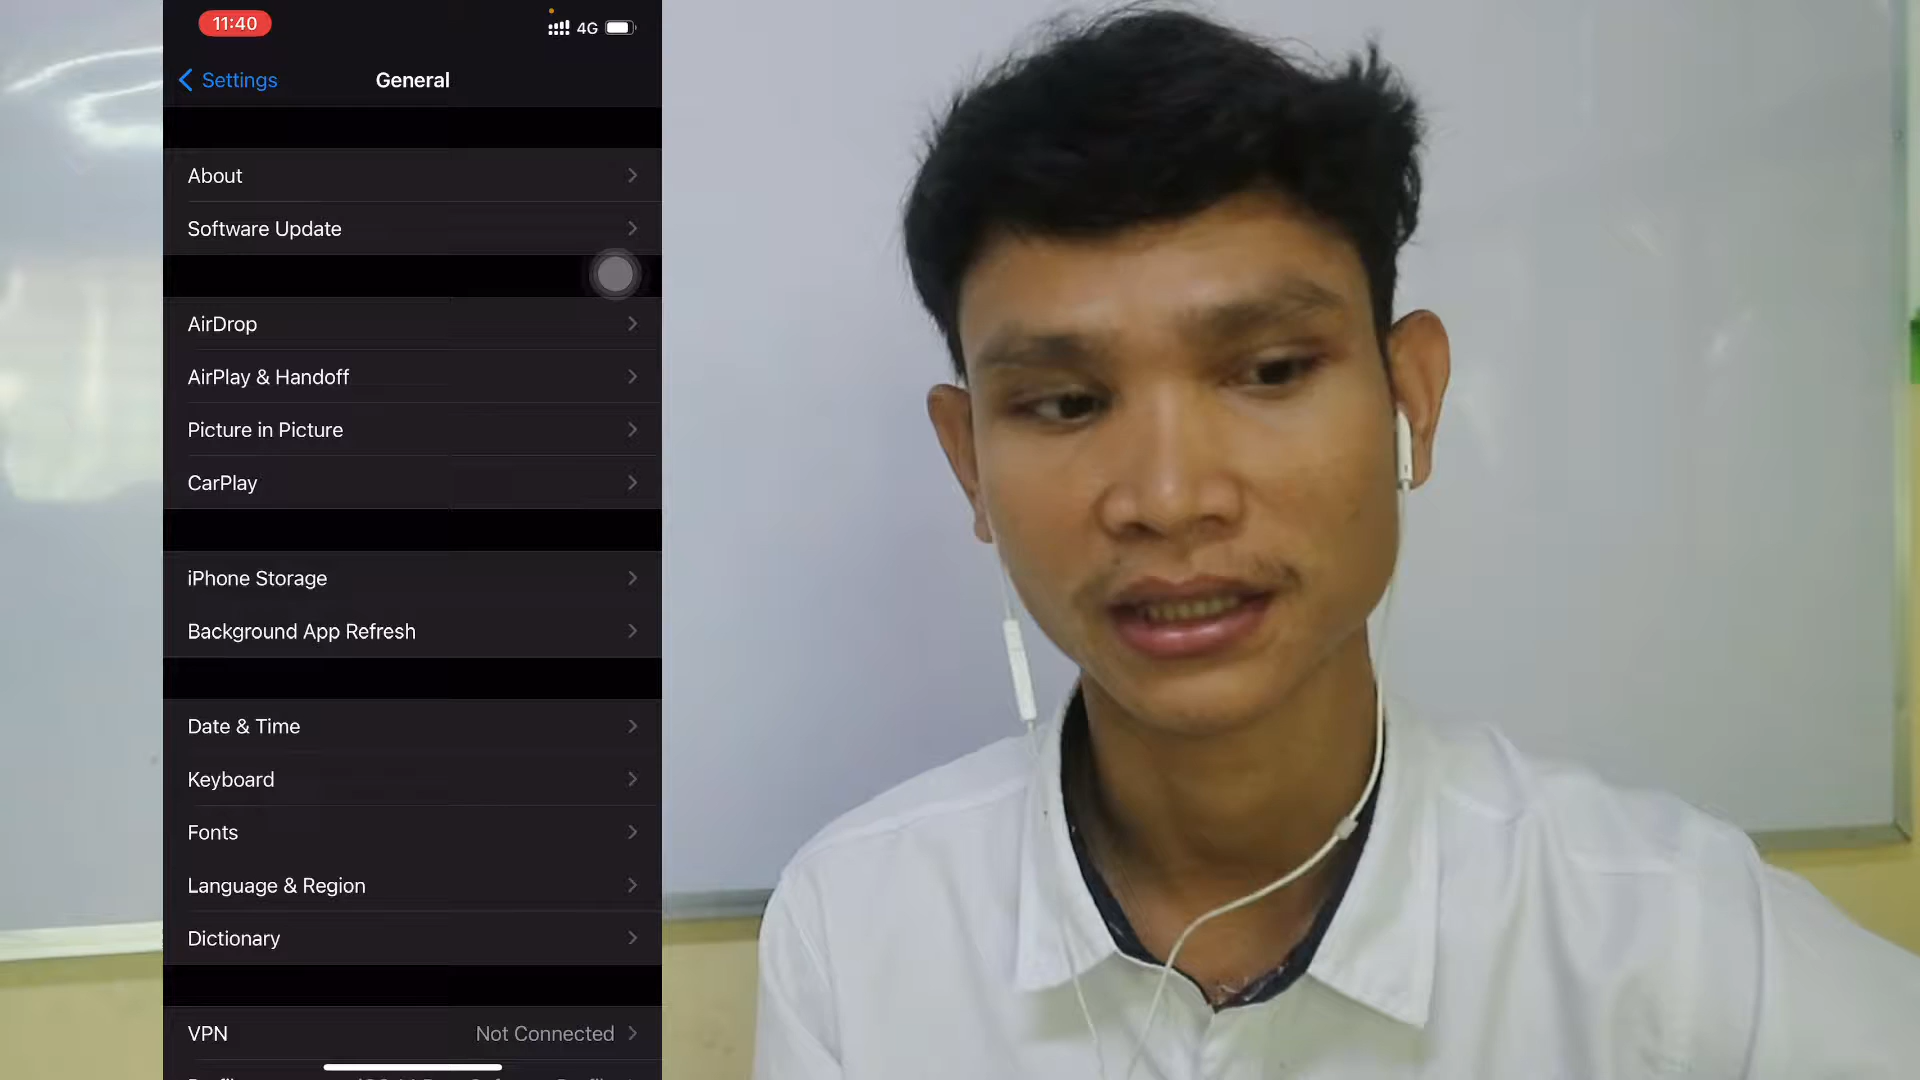 11:40
4G
Settings
General
About
Software Update
AirDrop
AirPlay & Handoff
Picture in Picture
CarPlay
iPhone Storage
Background App Refresh
Date & Time
Keyboard
Fonts
Language & Region
Dictionary
VPN
Not Connected